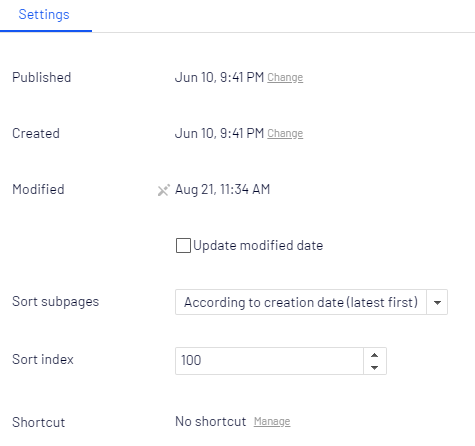 Settings
Published Jun 10, 9:41 PM Change
Created Jun 10, 9:41 PM Change
Modified Aug 21, 11:34 AM
Update modified date
Sort subpages According to creation date (latest first)
Sort index 100
Shortcut No shortcut Manage